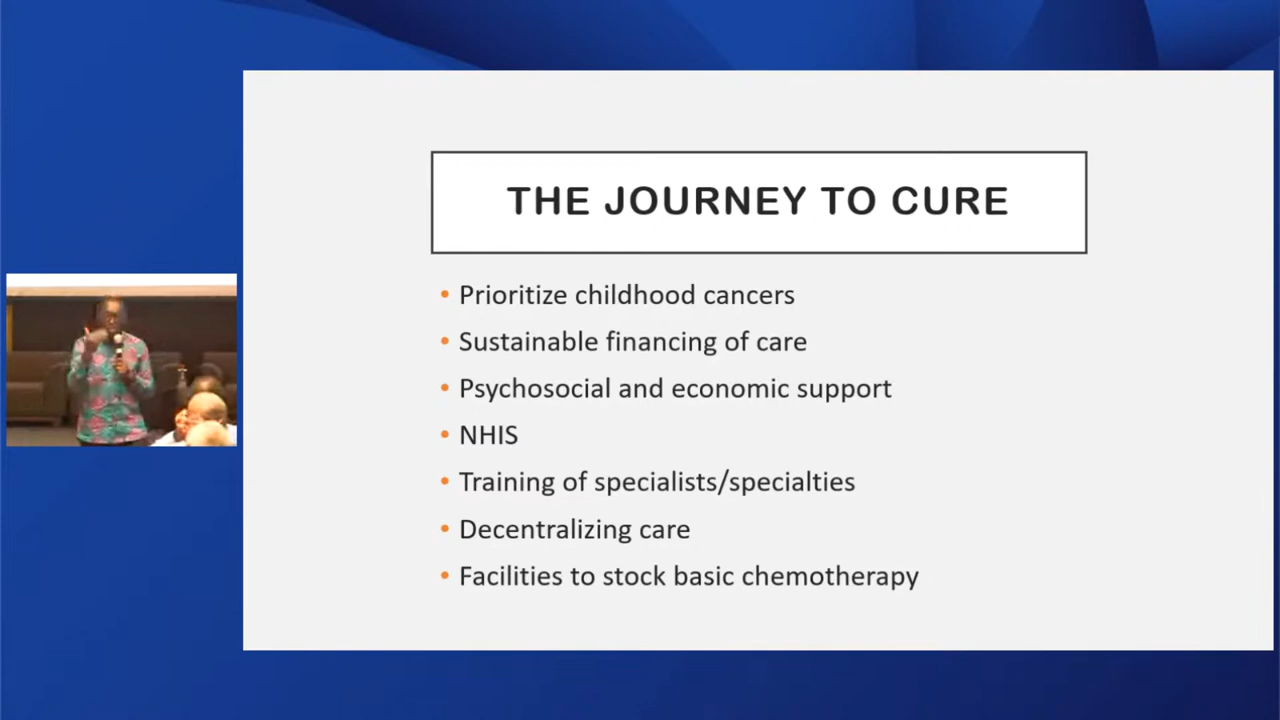 THE JOURNEY TO CURE
• Prioritize childhood cancers
• Sustainable financing of care
• Psychosocial and economic support
• NHIS
• Training of specialists/specialties
• Decentralizing care
• Facilities to stock basic chemotherapy